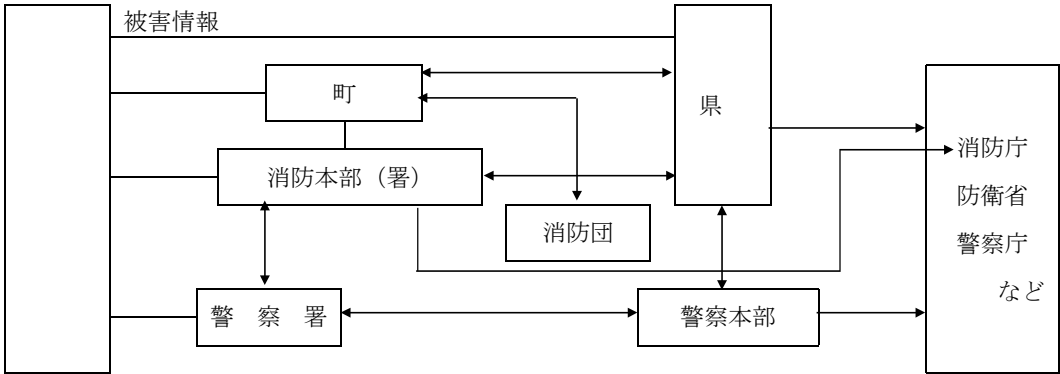 被害情報
町
県
消防本部（署）
消防団
警　察　署
警察本部
消防庁
防衛省
警察庁
など